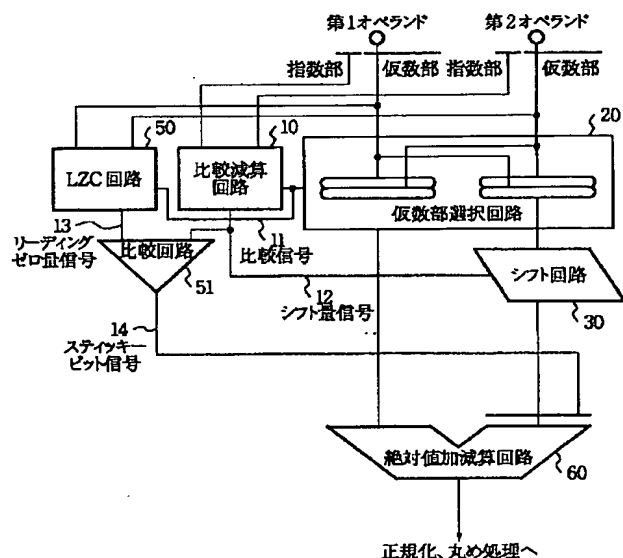 第1オペランド 第2オペランド
指数部 仮数部 指数部 仮数部
50 10 20
LZC回路
比較減算
回路
仮数部選択回路
13
リーディング
ゼロ量信号
比較回路
51
11
比較信号
12
シフト量信号
シフト回路
30
14
スティッキー
ビット信号
絶対値加減算回路
60
正規化、丸め処理へ